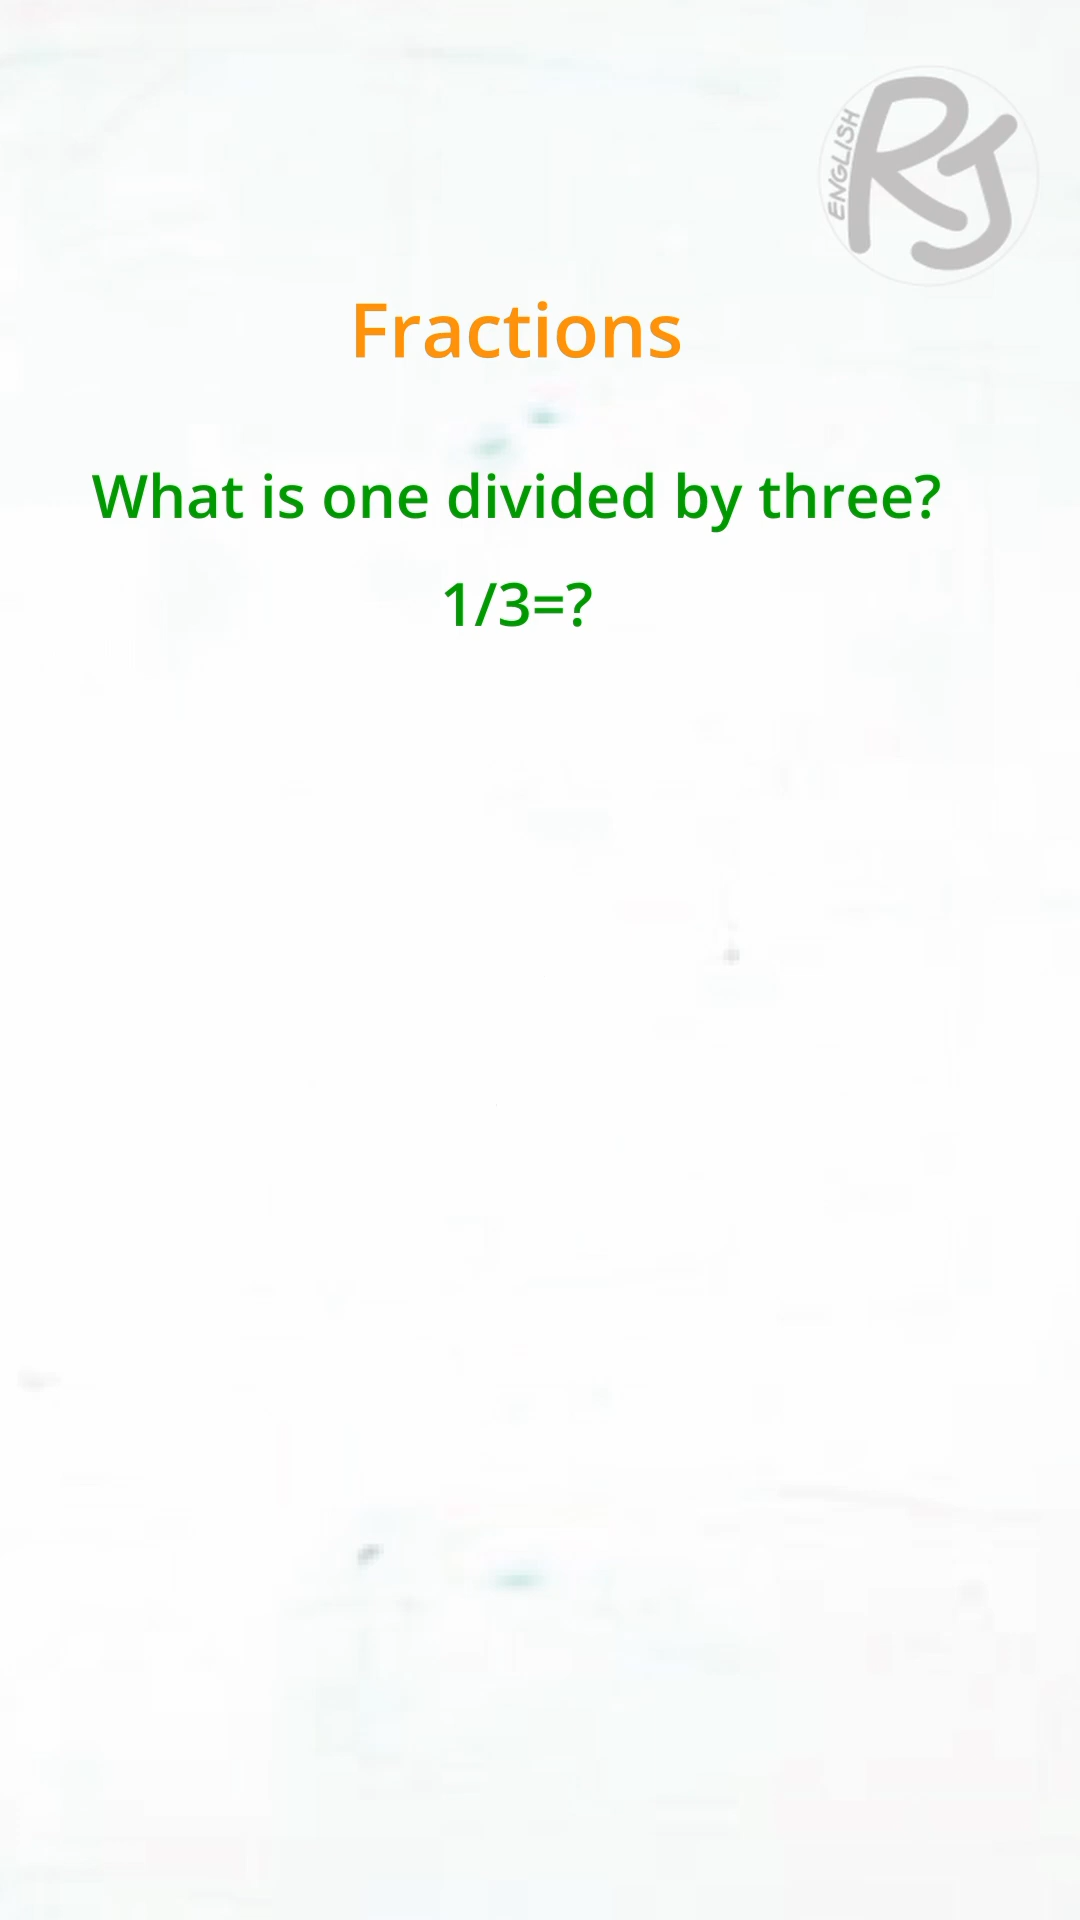 ENGLISH
RJ
Fractions
What is one divided by three?
1/3=?